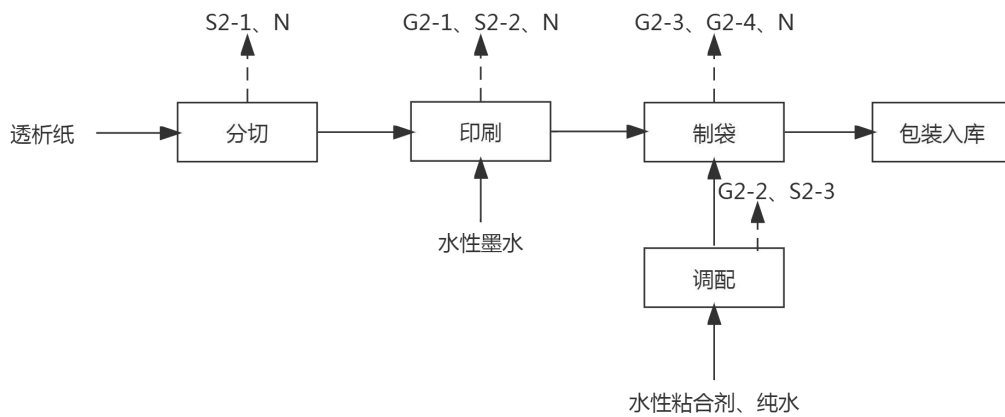 S2-1、N
G2-1、S2-2、N
G2-3、G2-4、N
透析纸
分切
印刷
制袋
包装入库
G2-2、S2-3
水性墨水
调配
水性粘合剂、纯水